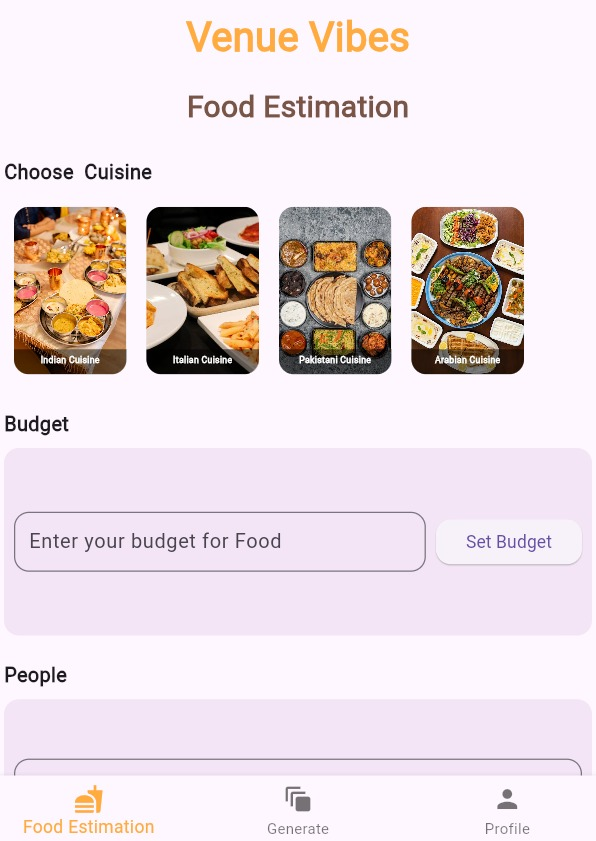 Venue Vibes
Food Estimation
Choose  Cuisine
Indian Cuisine
Italian Cuisine
Pakistani Cuisine
Arabian Cuisine
Budget
Enter your budget for Food
Set Budget
People
Food Estimation
Generate
Profile